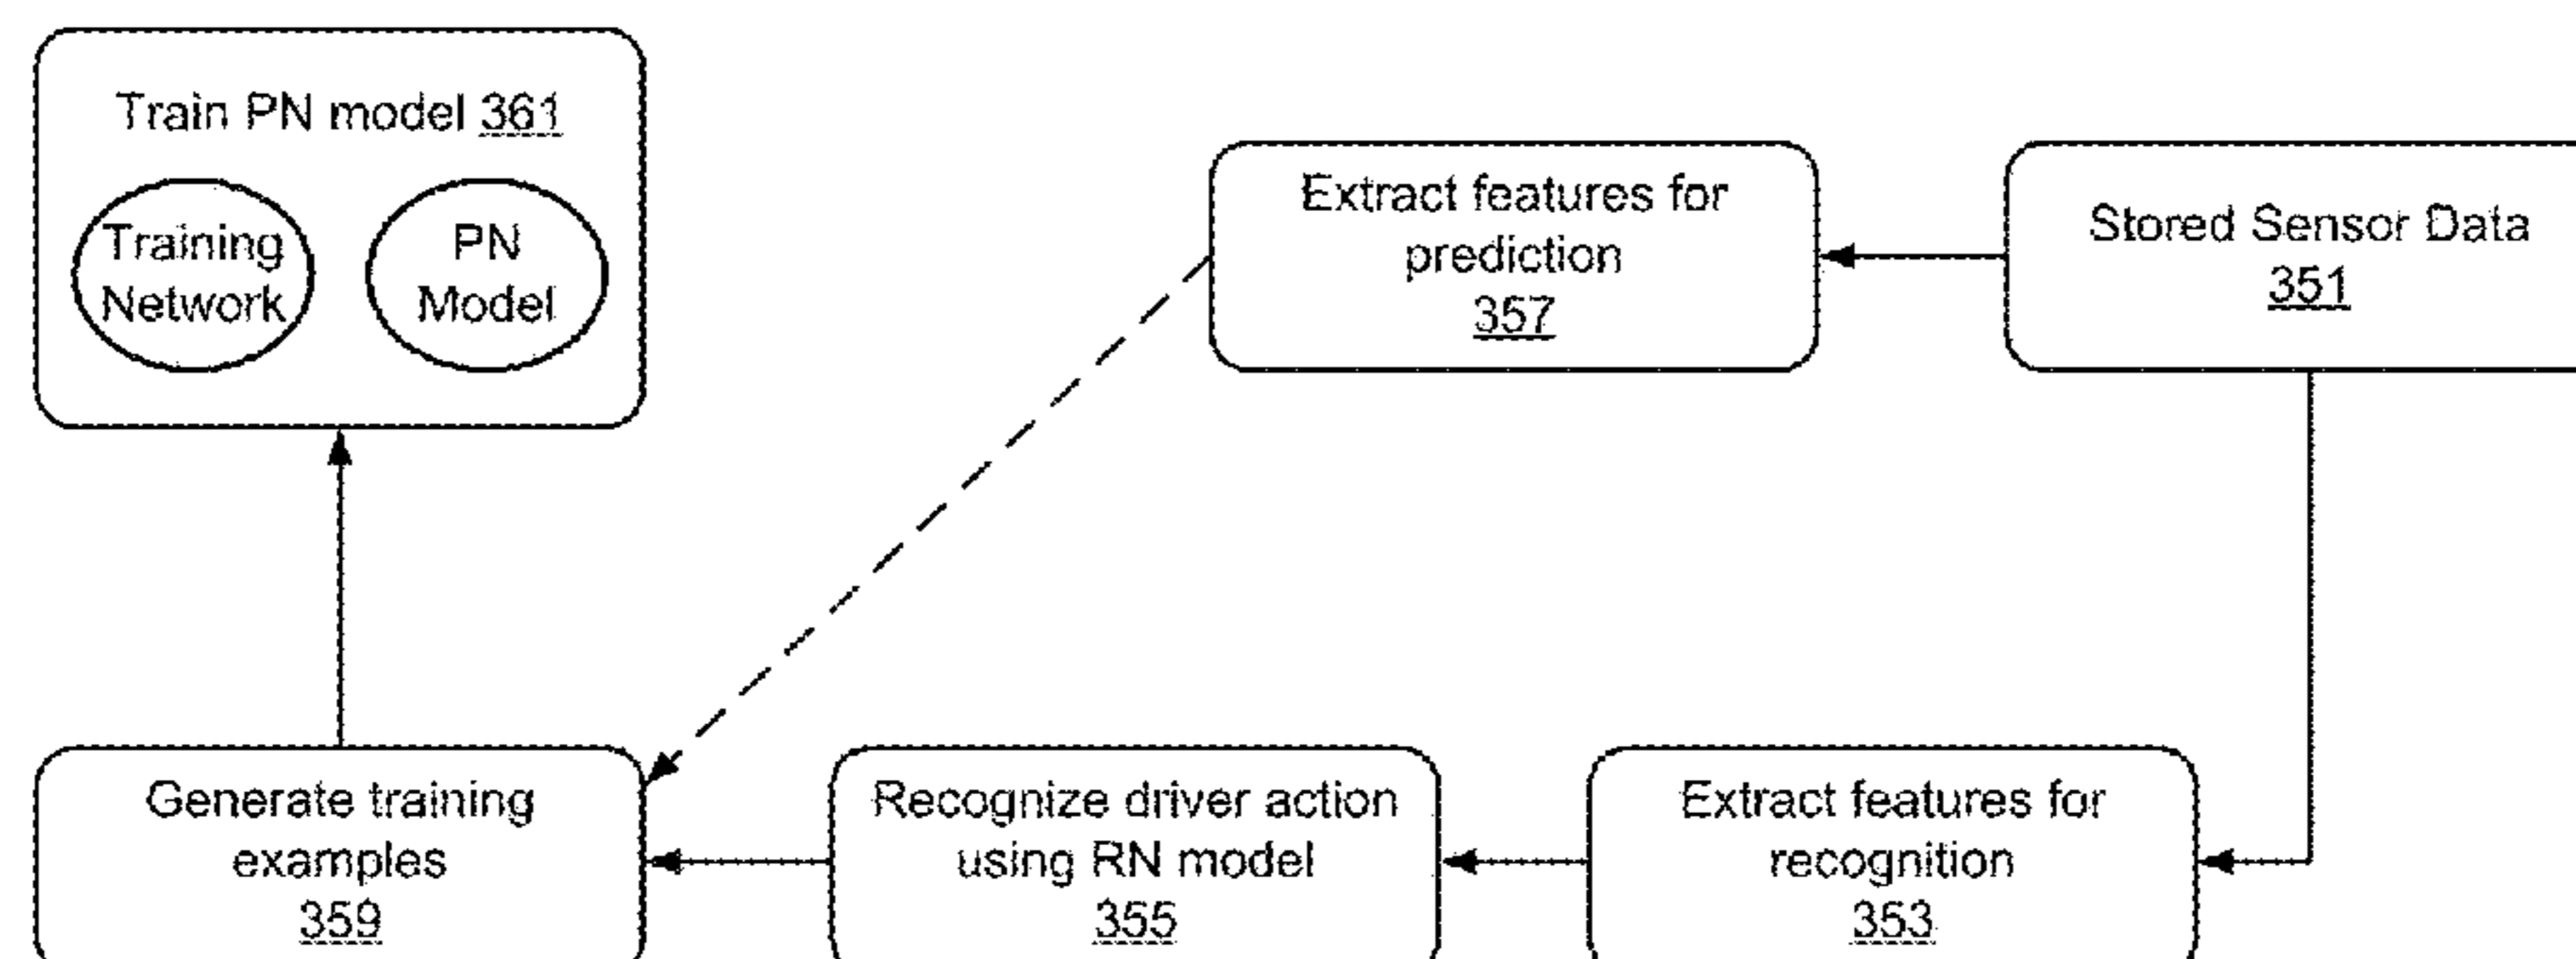 Train PN model 361
Training
Network
PN
Model
Extract features for
prediction
357
Stored Sensor Data
351
Generate training
examples
359
Recognize driver action
using RN model
355
Extract features for
recognition
353